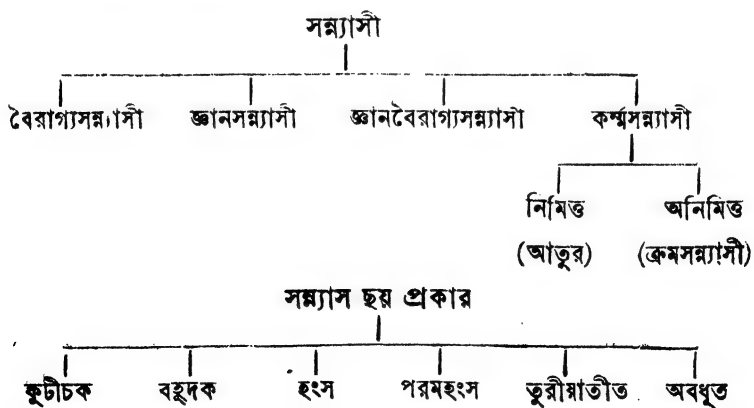 সন্ন্যাসী
বৈরাগ্যসন্ন্যাসী জ্ঞানসন্ন্যাসী জ্ঞানবৈরাগ্যসন্ন্যাসী কর্ম্মসন্ন্যাসী
নিমিত্ত অনিমিত্ত
(আতুর) (ক্রমসন্ন্যাসী)
সন্ন্যাস ছয় প্রকার
কুটীচক বহূদক হংস পরমহংস তুরীয়াতীত অবধূত